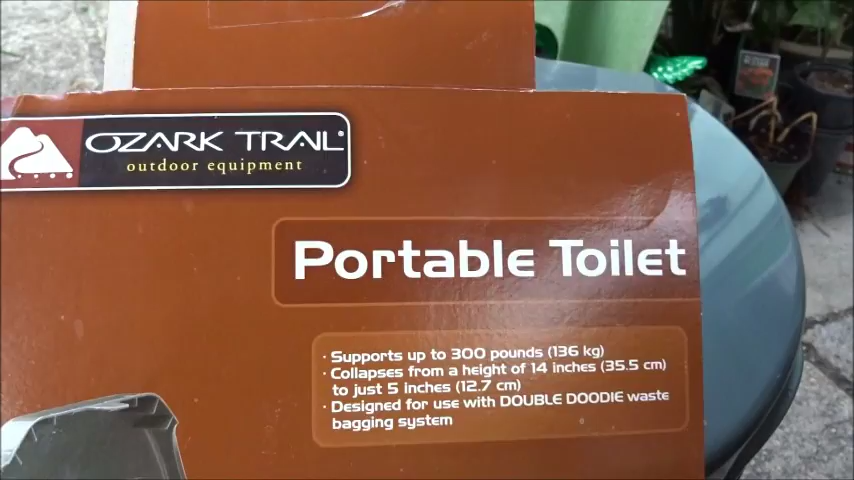 OZARK TRAIL
outdoor equipment
Portable Toilet
· Supports up to 300 pounds (136 kg)
· Collapses from a height of 14 inches (35.5 cm)
to just 5 inches (12.7 cm)
· Designed for use with DOUBLE DOODIE waste
bagging system